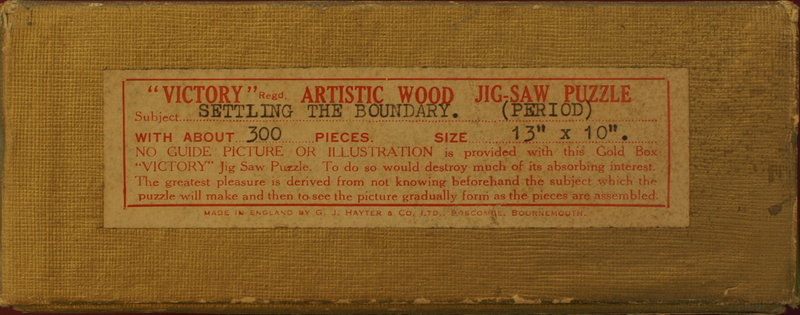 "VICTORY" Regd. ARTISTIC WOOD JIG-SAW PUZZLE
Subject SETTLING THE BOUNDARY. (PERIOD)
WITH ABOUT 300 PIECES. SIZE 13" x 10".
NO GUIDE PICTURE OR ILLUSTRATION is provided with this Gold Box
"VICTORY" Jig Saw Puzzle. To do so would destroy much of its absorbing interest.
The greatest pleasure is derived from not knowing beforehand the subject which the
puzzle will make and then to see the picture gradually form as the pieces are assembled.
MADE IN ENGLAND BY G. J. HAYTER & CO. LTD., BOSCOMBE, BOURNEMOUTH.